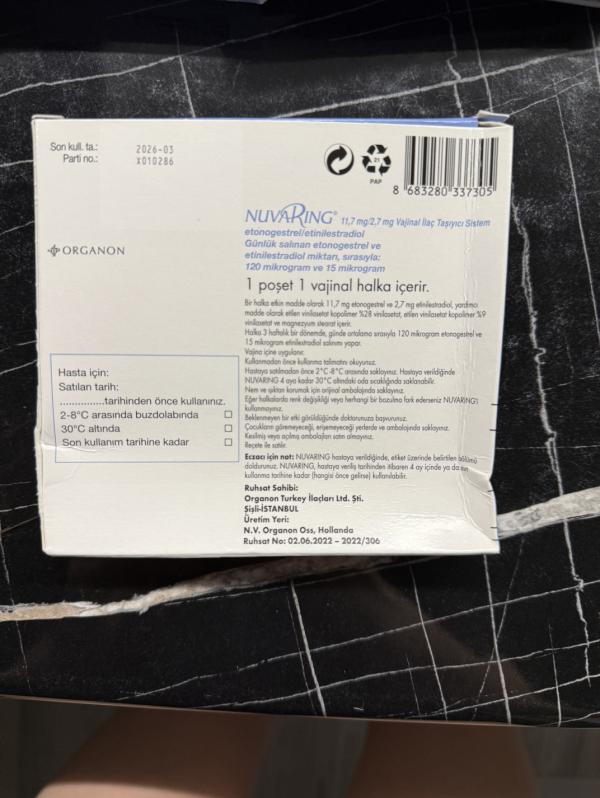 Son kull. ta.: 2026-03
Parti no.: X010286
21
PAP
8 683280 337305
NUVARING® 11,7 mg/2,7 mg Vajinal İlaç Taşıyıcı Sistem
etonogestrel/etinilestradiol
Günlük salınan etonogestrel ve
etinilestradiol miktarı, sırasıyla:
120 mikrogram ve 15 mikrogram
ORGANON
1 poşet 1 vajinal halka içerir.
Bir halka etkin madde olarak 11,7 mg etonogestrel ve 2,7 mg etinilestradiol, yardımcı
madde olarak etilen vinilasetat kopolimer %28 vinilasetat, etilen vinilasetat kopolimer %9
vinilasetat ve magnezyum stearat içerir.
Halka 3 haftalık bir dönemde, günde ortalama sırasıyla 120 mikrogram etonogestrel ve
15 mikrogram etinilestradiol salınımı yapar.
Vajina içine uygulanır.
Kullanmadan önce kullanma talimatını okuyunuz.
Hastaya satılmadan önce 2°C-8°C arasında saklayınız. Hastaya verildiğinde
NUVARING 4 aya kadar 30°C altındaki oda sıcaklığında saklanabilir.
Nem ve ışıktan korumak için orijinal ambalajında saklayınız.
Eğer halkalarda renk değişikliği veya herhangi bir bozulma fark ederseniz NUVARING'i
kullanmayınız.
Beklenmeyen bir etki görüldüğünde doktorunuza başvurunuz.
Çocukların göremeyeceği, erişemeyeceği yerlerde ve ambalajında saklayınız.
Kesilmiş veya açılmış ambalajları satın almayınız.
Reçete ile satılır.
Eczacı için not: NUVARING hastaya verildiğinde, etiket üzerinde belirtilen bölümü
doldurunuz. NUVARING, hastaya veriliş tarihinden itibaren 4 ay içinde ya da son
kullanma tarihine kadar (hangisi önce gelirse) kullanılabilir.
Ruhsat Sahibi:
Organon Turkey İlaçları Ltd. Şti.
Şişli-İSTANBUL
Üretim Yeri:
N.V. Organon Oss, Hollanda
Ruhsat No: 02.06.2022 – 2022/306
Hasta için:
Satılan tarih:
..............tarihinden önce kullanınız.
2-8°C arasında buzdolabında
30°C altında
Son kullanım tarihine kadar